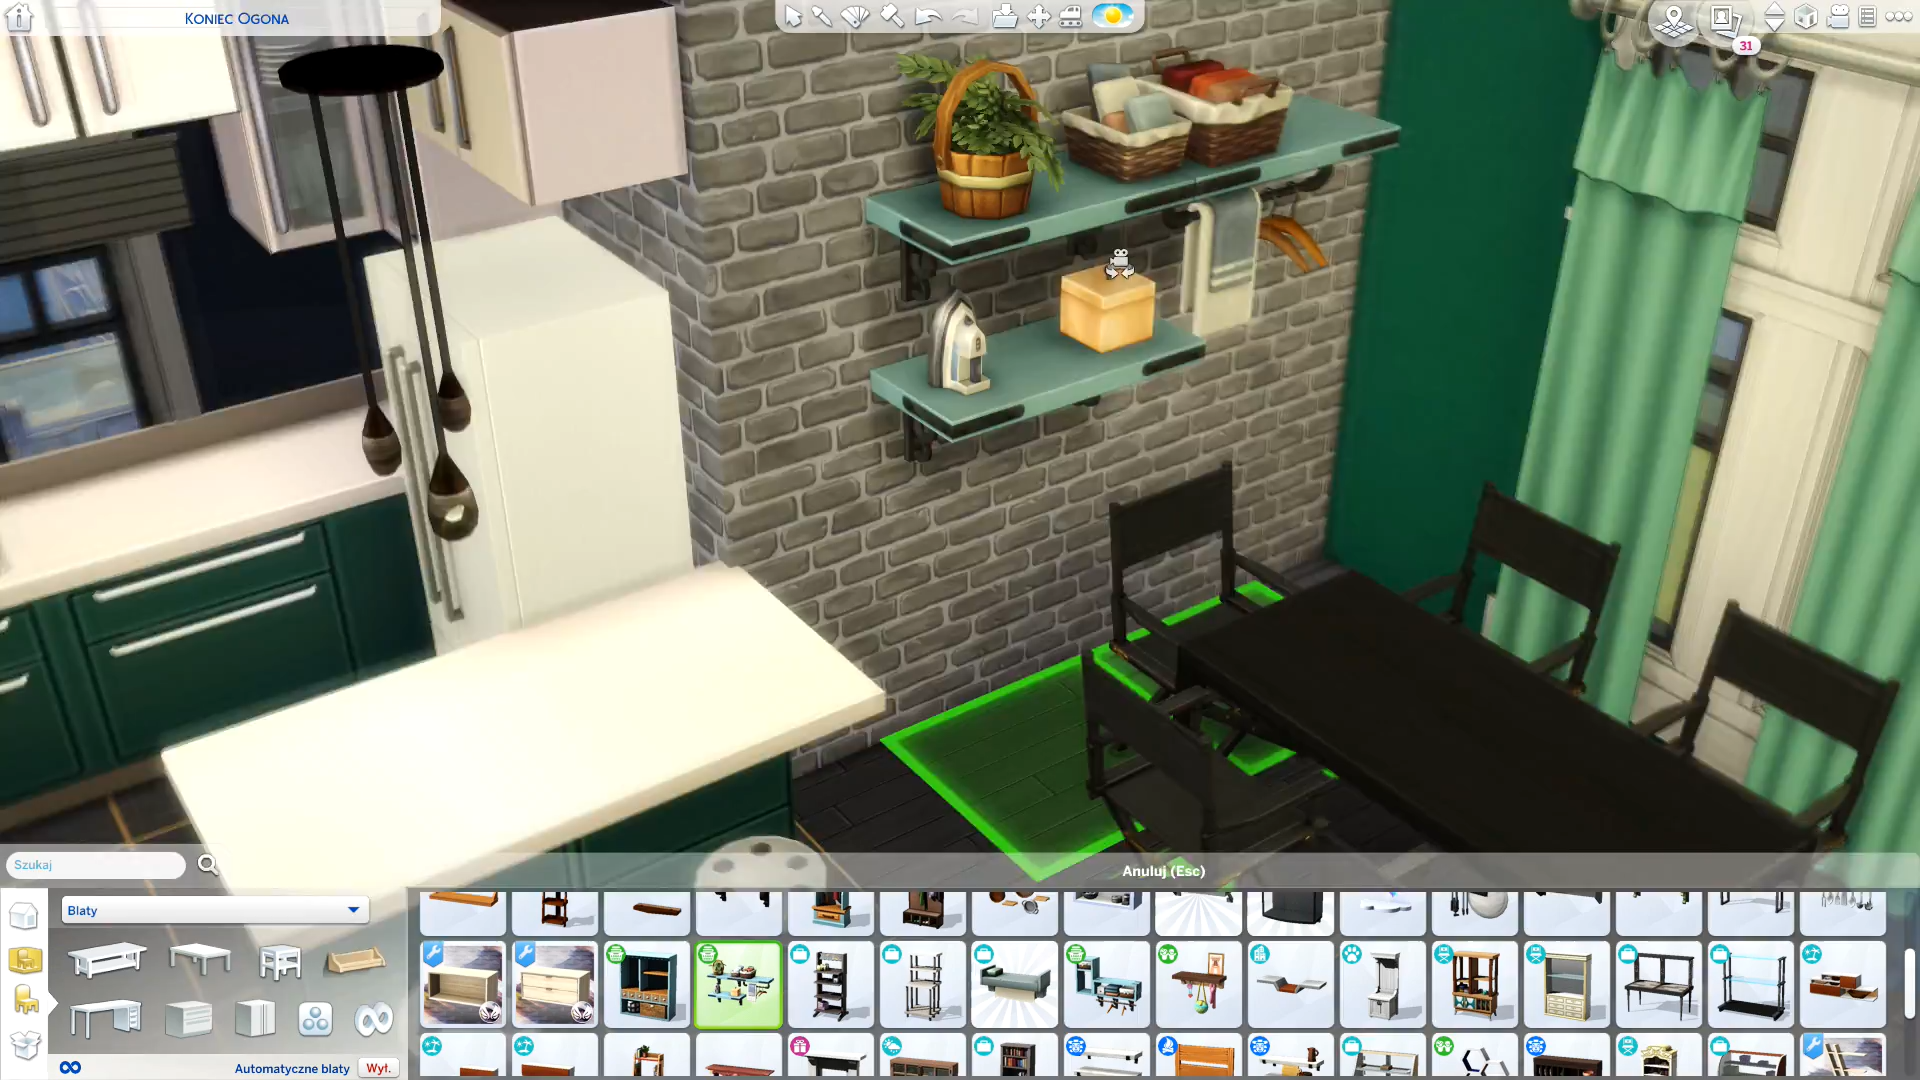 Koniec Ogona
31
Szukaj
Anuluj (Esc)
Blaty
Automatyczne blaty
Wył.